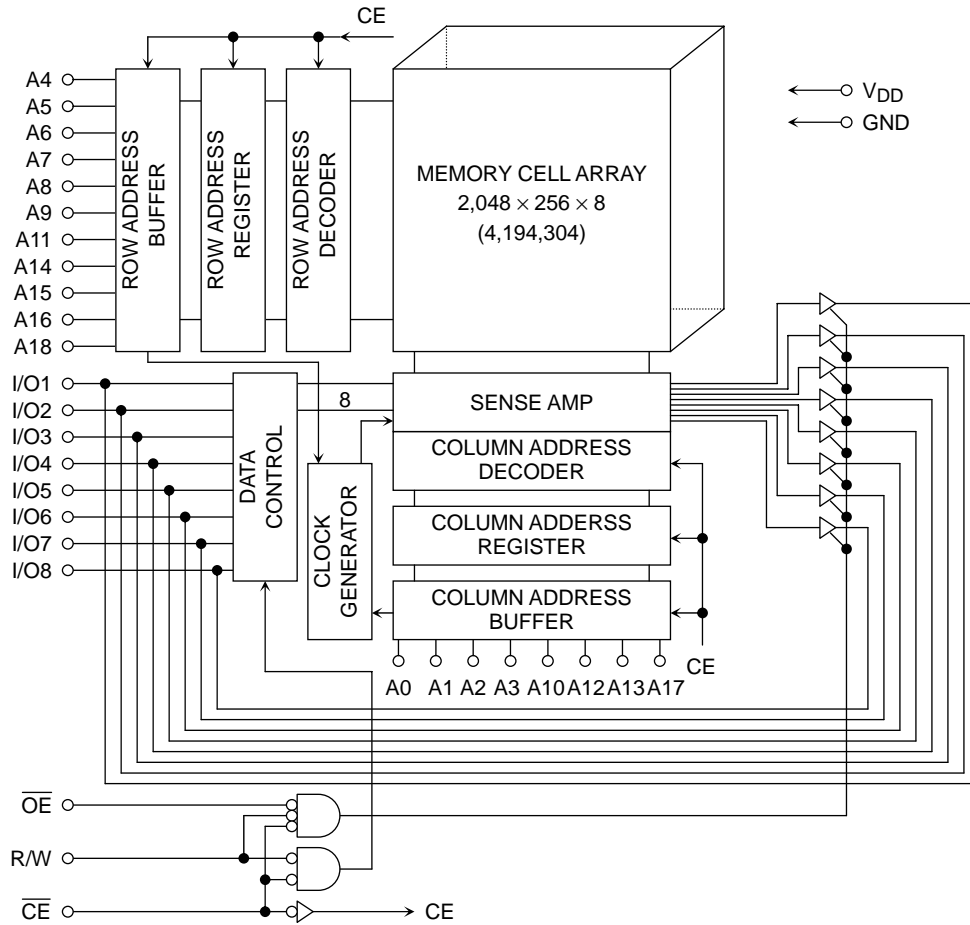 CE
A4
A5
A6
A7
A8
A9
A11
A14
A15
A16
A18
ROW ADDRESS
BUFFER
ROW ADDRESS
REGISTER
ROW ADDRESS
DECODER
MEMORY CELL ARRAY
2,048 × 256 × 8
(4,194,304)
VDD
GND
I/O1
I/O2
I/O3
I/O4
I/O5
I/O6
I/O7
I/O8
DATA
CONTROL
8
CLOCK
GENERATOR
SENSE AMP
COLUMN ADDRESS
DECODER
COLUMN ADDERSS
REGISTER
COLUMN ADDRESS
BUFFER
CE
A0 A1 A2 A3 A10 A12 A13 A17
O̅E̅
R/W
C̅E̅
CE